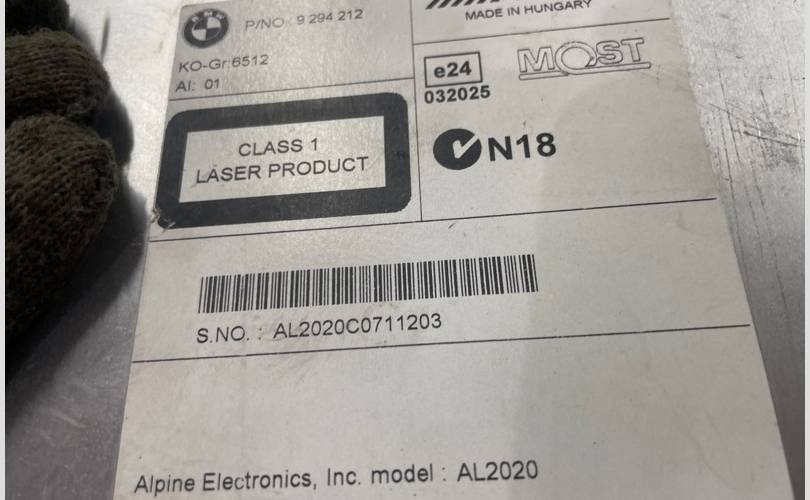 BMW
P/NO : 9 294 212
KO-Gr:6512
AI: 01
CLASS 1
LASER PRODUCT
MADE IN HUNGARY
e24
032025
MOST
N18
S.NO. : AL2020C0711203
Alpine Electronics, Inc. model : AL2020